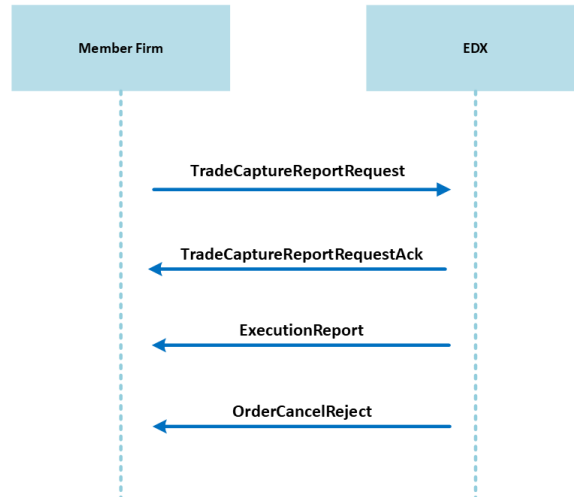 Member Firm
EDX
TradeCaptureReportRequest
TradeCaptureReportRequestAck
ExecutionReport
OrderCancelReject